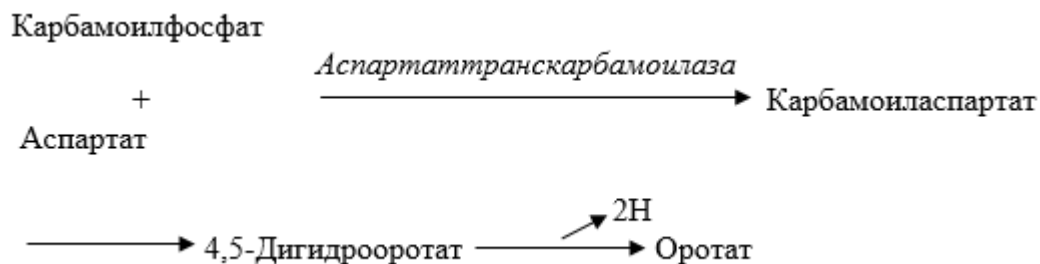 Карбамоилфосфат
Аспартаттранскарбамоилаза
+
Карбамоиласпартат
Аспартат
2Н
4,5-Дигидрооротат
Оротат